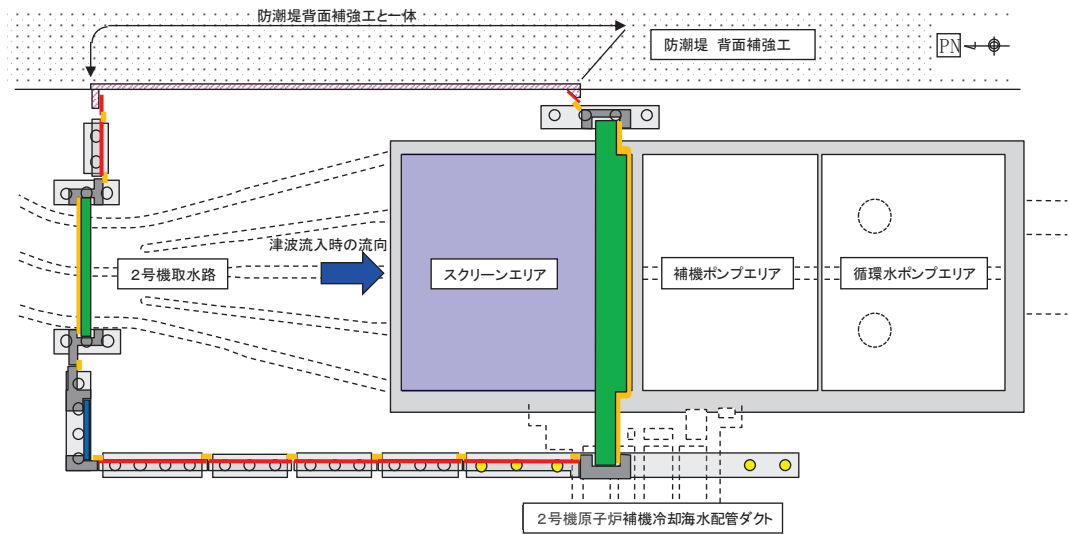 防潮堤背面補強工と一体
防潮堤 背面補強工
PN
津波流入時の流向
２号機取水路
スクリーンエリア
補機ポンプエリア
循環水ポンプエリア
２号機原子炉補機冷却海水配管ダクト